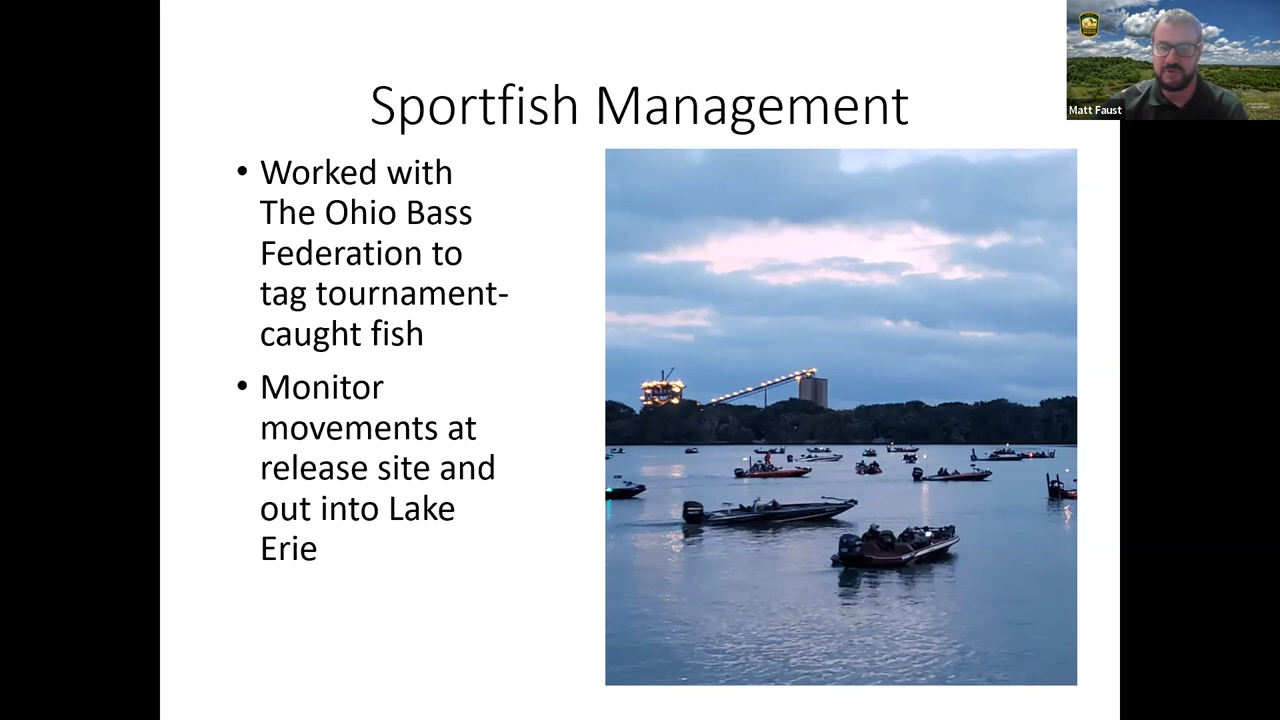 Sportfish Management
• Worked with
The Ohio Bass
Federation to
tag tournament-
caught fish
• Monitor
movements at
release site and
out into Lake
Erie
Matt Faust